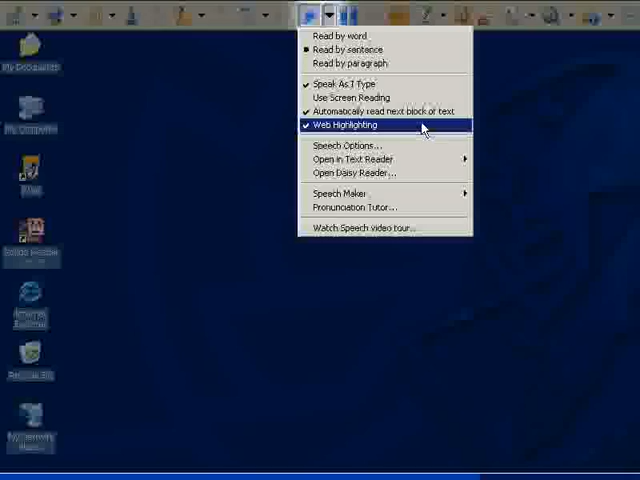 Read by word
Read by sentence
Read by paragraph
Speak As I Type
Use Screen Reading
Automatically read next block of text
Web Highlighting
Speech Options...
Open in Text Reader
Open Daisy Reader...
Speech Maker
Pronunciation Tutor...
Watch Speech video tour...
My Documents
My Computer
Internet
Explorer
Recycle Bin